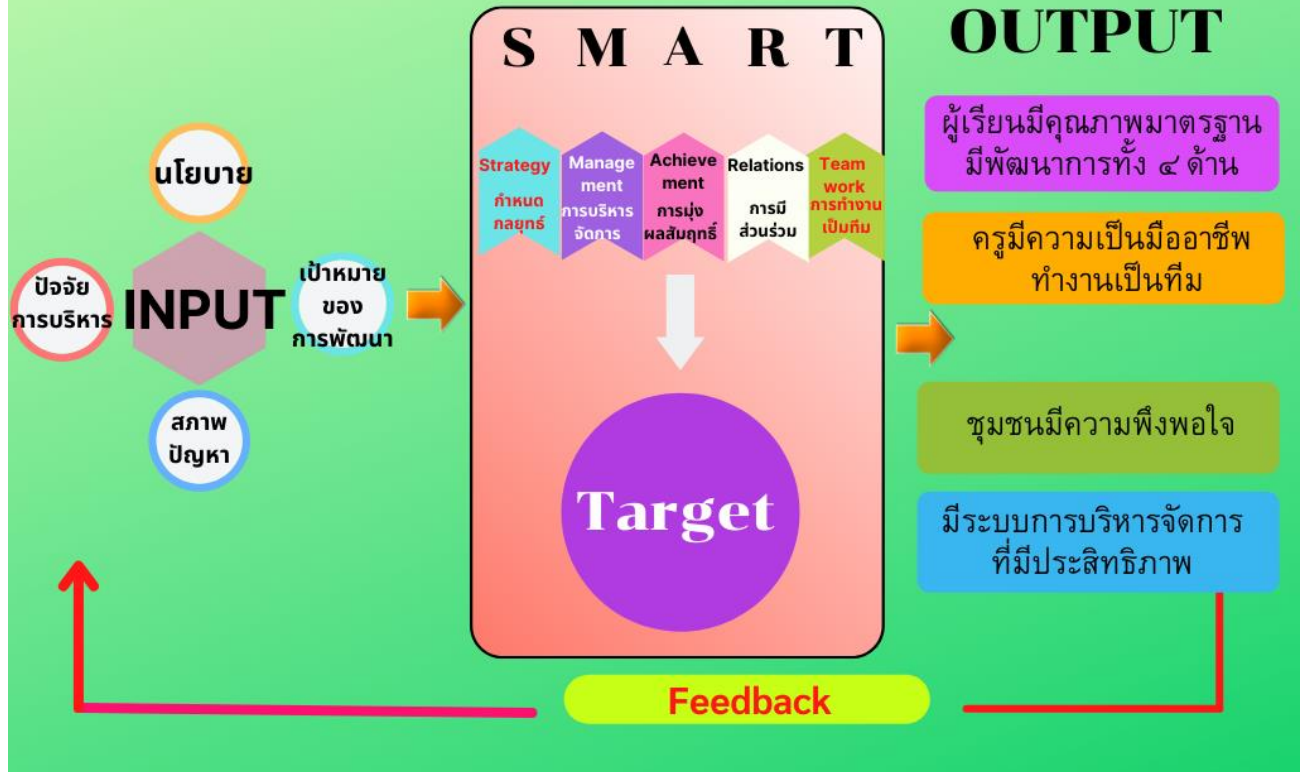 นโยบาย
ปัจจัย
การบริหาร
INPUT
เป้าหมาย
ของ
การพัฒนา
สภาพ
ปัญหา
S M A R T
Strategy
กำหนด
กลยุทธ์
Manage
ment
การบริหาร
จัดการ
Achieve
ment
การมุ่ง
ผลสัมฤทธิ์
Relations
การมี
ส่วนร่วม
Team
work
การทำงาน
เป็มทีม
Target
OUTPUT
ผู้เรียนมีคุณภาพมาตรฐาน
มีพัฒนาการทั้ง ๔ ด้าน
ครูมีความเป็นมืออาชีพ
ทำงานเป็นทีม
ชุมชนมีความพึงพอใจ
มีระบบการบริหารจัดการ
ที่มีประสิทธิภาพ
Feedback